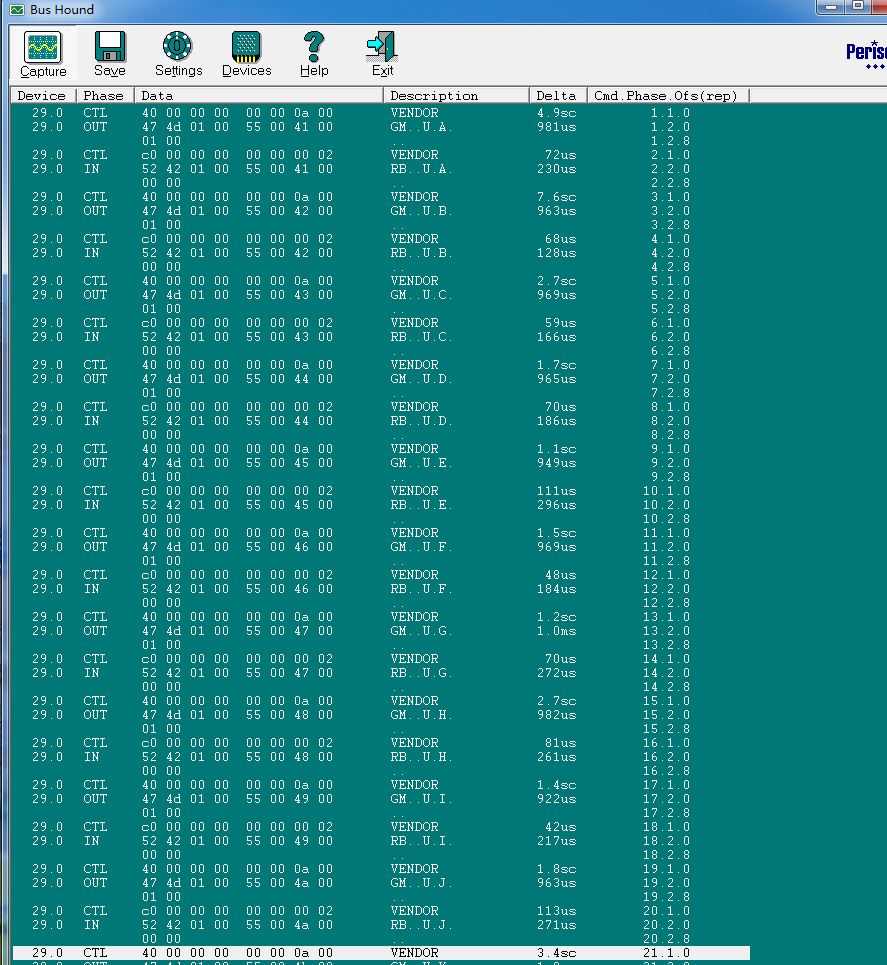 Bus Hound
Capture Save Settings Devices Help Exit
Device Phase Data Description Delta Cmd.Phase.Ofs(rep)
29.0 CTL 40 00 00 00 00 00 0a 00 VENDOR 4.9sc 1.1.0
29.0 OUT 47 4d 01 00 55 00 41 00 GM..U.A. 981us 1.2.0
01 00 .. 1.2.8
29.0 CTL c0 00 00 00 00 00 00 02 VENDOR 72us 2.1.0
29.0 IN 52 42 01 00 55 00 41 00 RB..U.A. 230us 2.2.0
00 00 .. 2.2.8
29.0 CTL 40 00 00 00 00 00 0a 00 VENDOR 7.6sc 3.1.0
29.0 OUT 47 4d 01 00 55 00 42 00 GM..U.B. 963us 3.2.0
01 00 .. 3.2.8
29.0 CTL c0 00 00 00 00 00 00 02 VENDOR 68us 4.1.0
29.0 IN 52 42 01 00 55 00 42 00 RB..U.B. 128us 4.2.0
00 00 .. 4.2.8
29.0 CTL 40 00 00 00 00 00 0a 00 VENDOR 2.7sc 5.1.0
29.0 OUT 47 4d 01 00 55 00 43 00 GM..U.C. 969us 5.2.0
01 00 .. 5.2.8
29.0 CTL c0 00 00 00 00 00 00 02 VENDOR 59us 6.1.0
29.0 IN 52 42 01 00 55 00 43 00 RB..U.C. 166us 6.2.0
00 00 .. 6.2.8
29.0 CTL 40 00 00 00 00 00 0a 00 VENDOR 1.7sc 7.1.0
29.0 OUT 47 4d 01 00 55 00 44 00 GM..U.D. 965us 7.2.0
01 00 .. 7.2.8
29.0 CTL c0 00 00 00 00 00 00 02 VENDOR 70us 8.1.0
29.0 IN 52 42 01 00 55 00 44 00 RB..U.D. 186us 8.2.0
00 00 .. 8.2.8
29.0 CTL 40 00 00 00 00 00 0a 00 VENDOR 1.1sc 9.1.0
29.0 OUT 47 4d 01 00 55 00 45 00 GM..U.E. 949us 9.2.0
01 00 .. 9.2.8
29.0 CTL c0 00 00 00 00 00 00 02 VENDOR 111us 10.1.0
29.0 IN 52 42 01 00 55 00 45 00 RB..U.E. 296us 10.2.0
00 00 .. 10.2.8
29.0 CTL 40 00 00 00 00 00 0a 00 VENDOR 1.5sc 11.1.0
29.0 OUT 47 4d 01 00 55 00 46 00 GM..U.F. 969us 11.2.0
01 00 .. 11.2.8
29.0 CTL c0 00 00 00 00 00 00 02 VENDOR 48us 12.1.0
29.0 IN 52 42 01 00 55 00 46 00 RB..U.F. 184us 12.2.0
00 00 .. 12.2.8
29.0 CTL 40 00 00 00 00 00 0a 00 VENDOR 1.2sc 13.1.0
29.0 OUT 47 4d 01 00 55 00 47 00 GM..U.G. 1.0ms 13.2.0
01 00 .. 13.2.8
29.0 CTL c0 00 00 00 00 00 00 02 VENDOR 70us 14.1.0
29.0 IN 52 42 01 00 55 00 47 00 RB..U.G. 272us 14.2.0
00 00 .. 14.2.8
29.0 CTL 40 00 00 00 00 00 0a 00 VENDOR 2.7sc 15.1.0
29.0 OUT 47 4d 01 00 55 00 48 00 GM..U.H. 982us 15.2.0
01 00 .. 15.2.8
29.0 CTL c0 00 00 00 00 00 00 02 VENDOR 81us 16.1.0
29.0 IN 52 42 01 00 55 00 48 00 RB..U.H. 261us 16.2.0
00 00 .. 16.2.8
29.0 CTL 40 00 00 00 00 00 0a 00 VENDOR 1.4sc 17.1.0
29.0 OUT 47 4d 01 00 55 00 49 00 GM..U.I. 922us 17.2.0
01 00 .. 17.2.8
29.0 CTL c0 00 00 00 00 00 00 02 VENDOR 42us 18.1.0
29.0 IN 52 42 01 00 55 00 49 00 RB..U.I. 217us 18.2.0
00 00 .. 18.2.8
29.0 CTL 40 00 00 00 00 00 0a 00 VENDOR 1.8sc 19.1.0
29.0 OUT 47 4d 01 00 55 00 4a 00 GM..U.J. 963us 19.2.0
01 00 .. 19.2.8
29.0 CTL c0 00 00 00 00 00 00 02 VENDOR 113us 20.1.0
29.0 IN 52 42 01 00 55 00 4a 00 RB..U.J. 271us 20.2.0
00 00 .. 20.2.8
29.0 CTL 40 00 00 00 00 00 0a 00 VENDOR 3.4sc 21.1.0